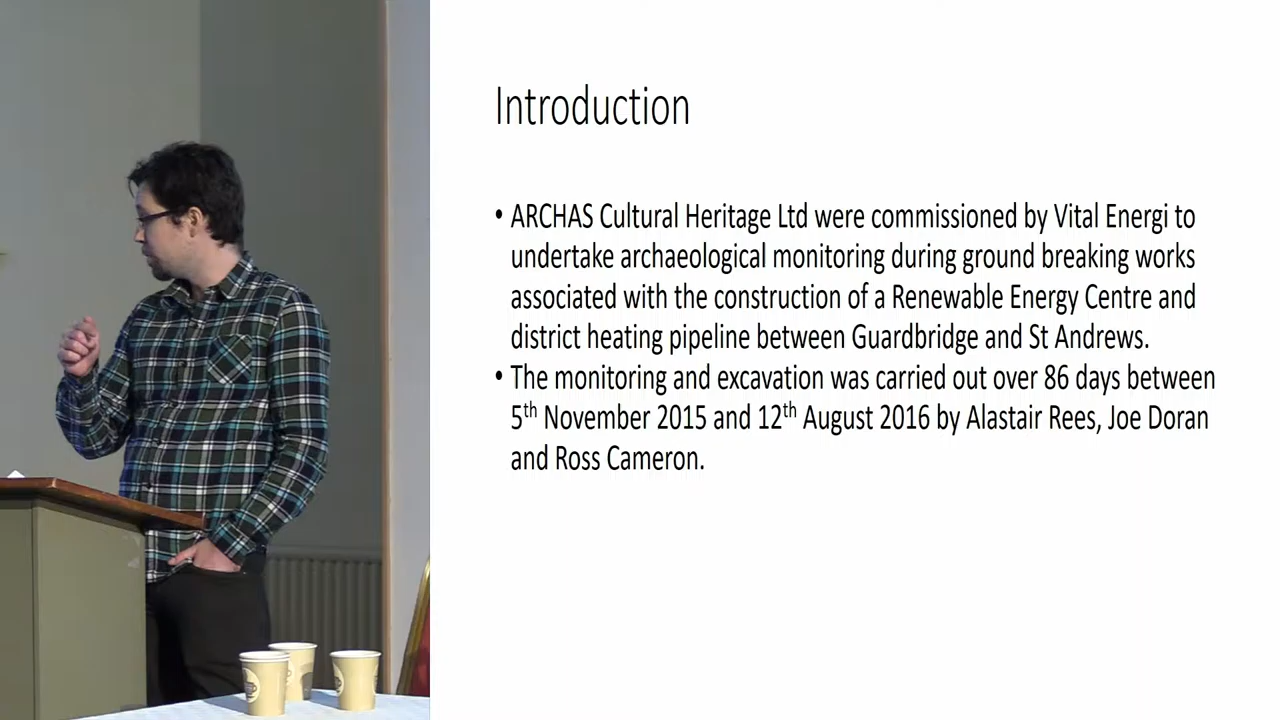 Introduction
• ARCHAS Cultural Heritage Ltd were commissioned by Vital Energi to
undertake archaeological monitoring during ground breaking works
associated with the construction of a Renewable Energy Centre and
district heating pipeline between Guardbridge and St Andrews.
• The monitoring and excavation was carried out over 86 days between
5th November 2015 and 12th August 2016 by Alastair Rees, Joe Doran
and Ross Cameron.